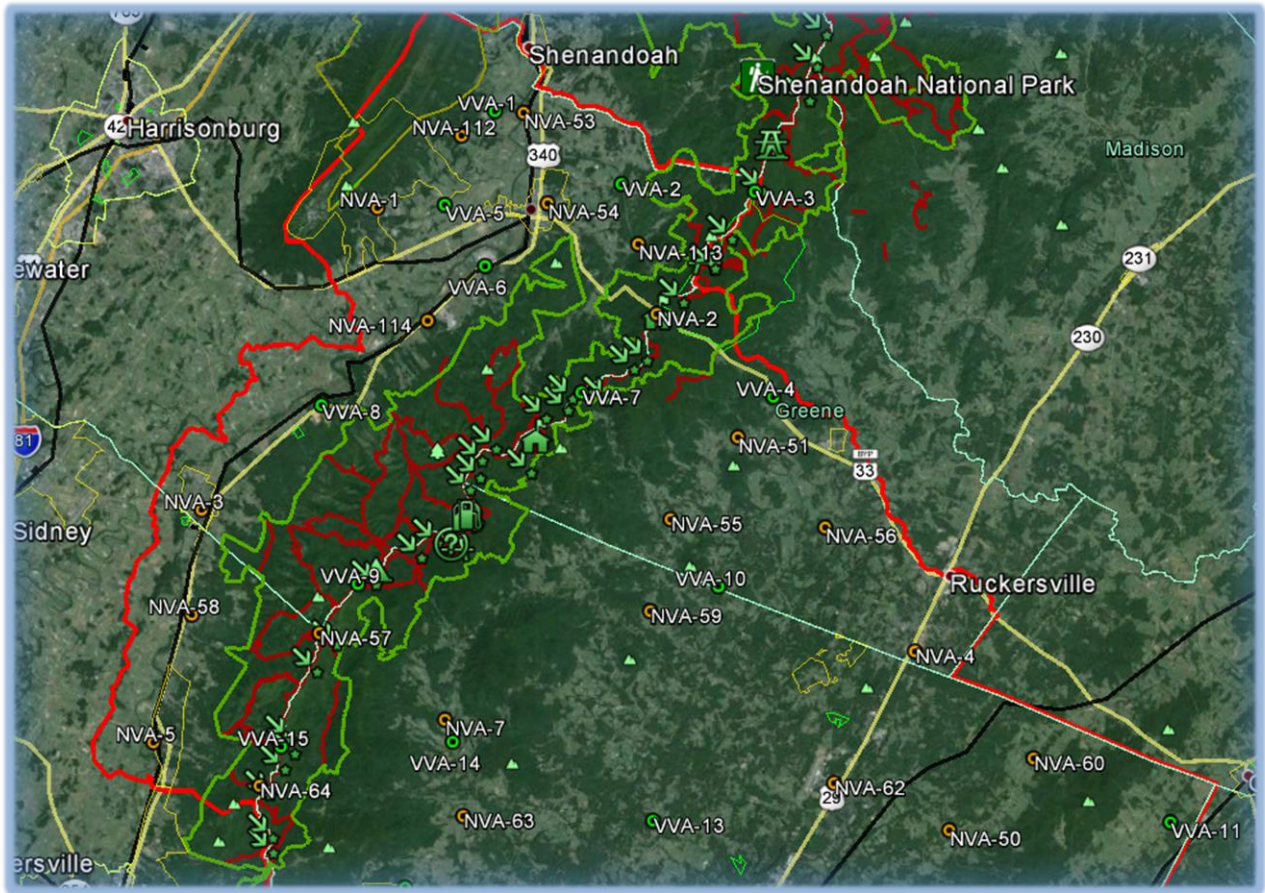 Shenandoah
Shenandoah National Park
VVA-1
NVA-53
42
Harrisonburg
NVA-112
340
Madison
VVA-2
VVA-3
NVA-1
VVA-5
NVA-54
NVA-113
231
ewater
VVA-6
NVA-2
NVA-114
230
VVA-7
VVA-4
VVA-8
Greene
81
NVA-51
BYP
33
NVA-3
Sidney
NVA-55
NVA-56
?
VVA-9
VVA-10
Ruckersville
NVA-58
NVA-59
NVA-57
NVA-4
NVA-5
VVA-15
NVA-7
VVA-14
NVA-60
NVA-64
NVA-62
29
NVA-63
VVA-13
NVA-50
VVA-11
ersville